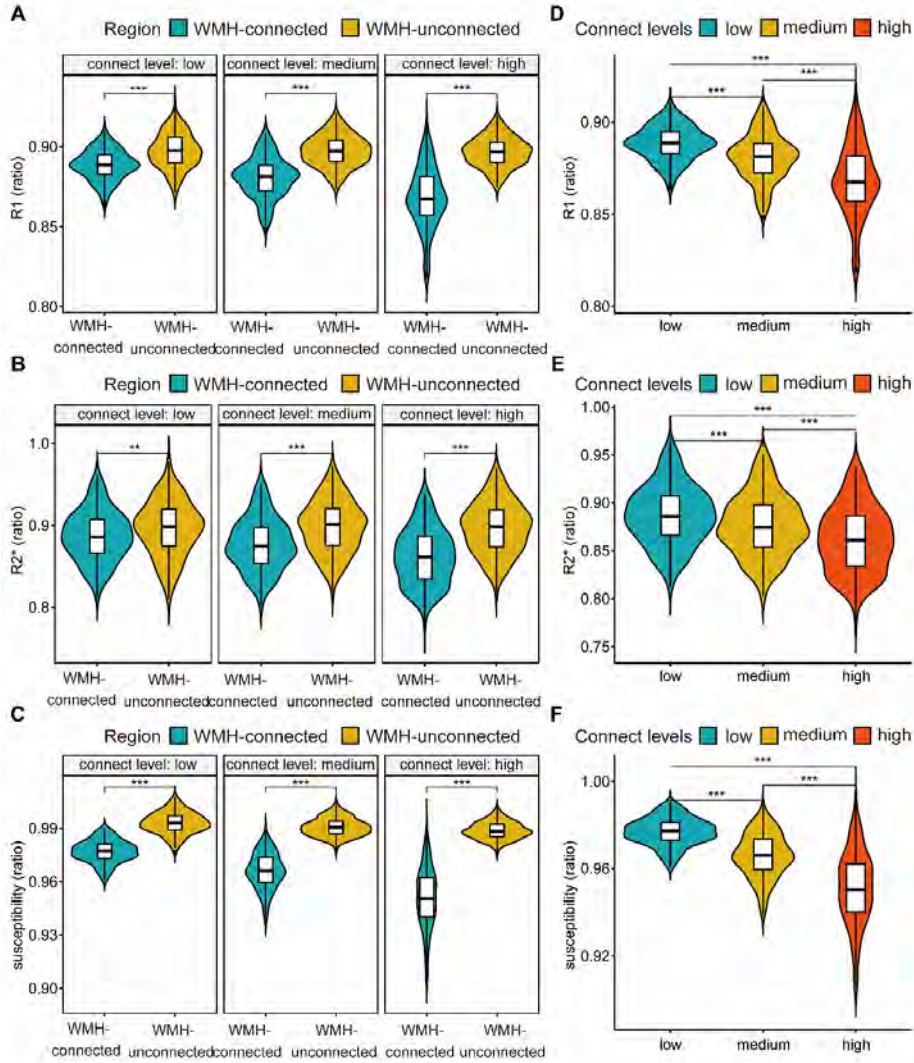 A
Region WMH-connected WMH-unconnected
connect level: low connect level: medium connect level: high
*** *** ***
R1 (ratio)
0.90
0.85
0.80
WMH-connected WMH-unconnected WMH-connected WMH-unconnected WMH-connected WMH-unconnected
D
Connect levels low medium high
***
*** ***
R1 (ratio)
0.90
0.85
0.80
low medium high
B
Region WMH-connected WMH-unconnected
connect level: low connect level: medium connect level: high
** *** ***
R2* (ratio)
1.0
0.9
0.8
WMH-connected WMH-unconnected WMH-connected WMH-unconnected WMH-connected WMH-unconnected
E
Connect levels low medium high
***
*** ***
R2* (ratio)
1.00
0.95
0.90
0.85
0.80
0.75
low medium high
C
Region WMH-connected WMH-unconnected
connect level: low connect level: medium connect level: high
*** *** ***
susceptibility (ratio)
0.99
0.96
0.93
0.90
WMH-connected WMH-unconnected WMH-connected WMH-unconnected WMH-connected WMH-unconnected
F
Connect levels low medium high
***
*** ***
susceptibility (ratio)
1.00
0.96
0.92
low medium high